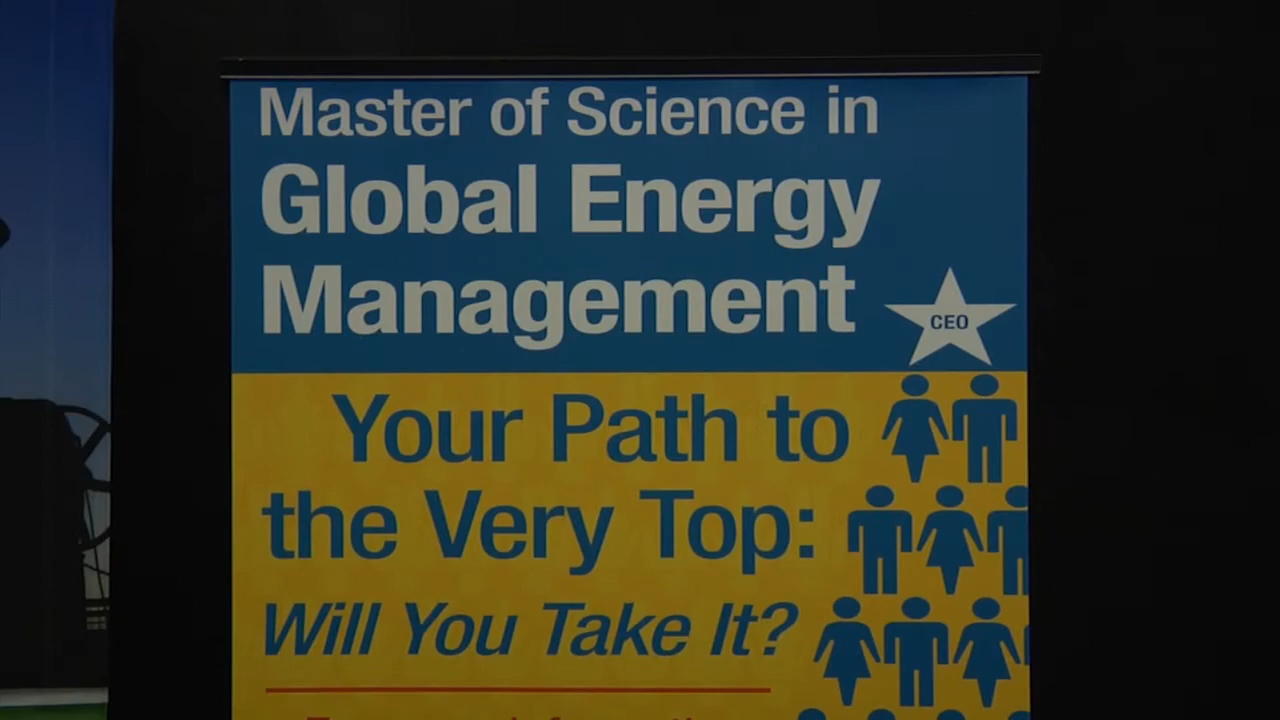 Master of Science in
Global Energy
Management
CEO
Your Path to
the Very Top:
Will You Take It?